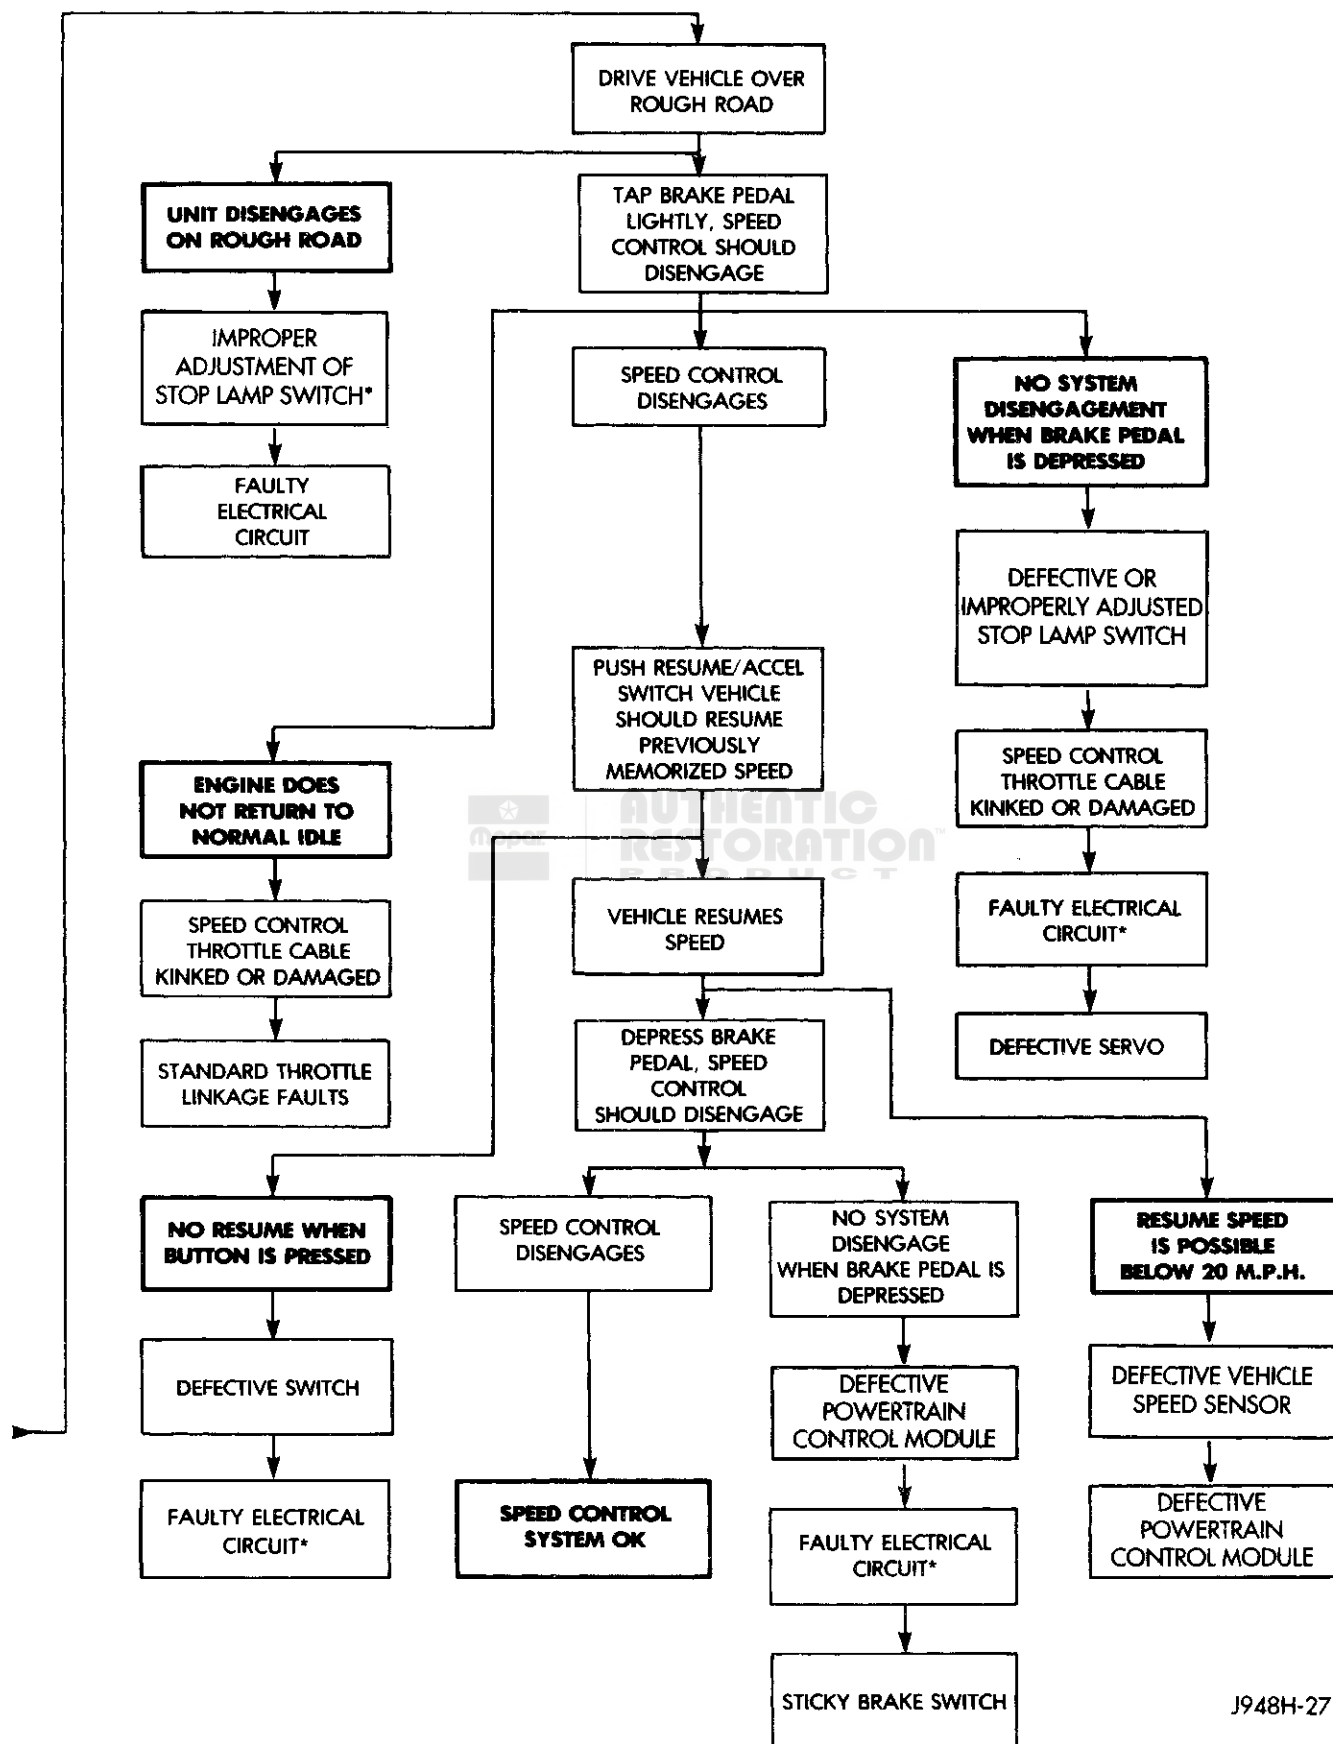 DRIVE VEHICLE OVER
ROUGH ROAD
UNIT DISENGAGES
ON ROUGH ROAD
TAP BRAKE PEDAL
LIGHTLY, SPEED
CONTROL SHOULD
DISENGAGE
IMPROPER
ADJUSTMENT OF
STOP LAMP SWITCH*
SPEED CONTROL
DISENGAGES
NO SYSTEM
DISENGAGEMENT
WHEN BRAKE PEDAL
IS DEPRESSED
FAULTY
ELECTRICAL
CIRCUIT
DEFECTIVE OR
IMPROPERLY ADJUSTED
STOP LAMP SWITCH
PUSH RESUME/ACCEL
SWITCH VEHICLE
SHOULD RESUME
PREVIOUSLY
MEMORIZED SPEED
ENGINE DOES
NOT RETURN TO
NORMAL IDLE
SPEED CONTROL
THROTTLE CABLE
KINKED OR DAMAGED
Mopar
AUTHENTIC
RESTORATION™
PRODUCT
SPEED CONTROL
THROTTLE CABLE
KINKED OR DAMAGED
VEHICLE RESUMES
SPEED
FAULTY ELECTRICAL
CIRCUIT*
STANDARD THROTTLE
LINKAGE FAULTS
DEPRESS BRAKE
PEDAL, SPEED
CONTROL
SHOULD DISENGAGE
DEFECTIVE SERVO
NO RESUME WHEN
BUTTON IS PRESSED
SPEED CONTROL
DISENGAGES
NO SYSTEM
DISENGAGE
WHEN BRAKE PEDAL IS
DEPRESSED
RESUME SPEED
IS POSSIBLE
BELOW 20 M.P.H.
DEFECTIVE SWITCH
DEFECTIVE
POWERTRAIN
CONTROL MODULE
DEFECTIVE VEHICLE
SPEED SENSOR
FAULTY ELECTRICAL
CIRCUIT*
SPEED CONTROL
SYSTEM OK
FAULTY ELECTRICAL
CIRCUIT*
DEFECTIVE
POWERTRAIN
CONTROL MODULE
STICKY BRAKE SWITCH
J948H-27